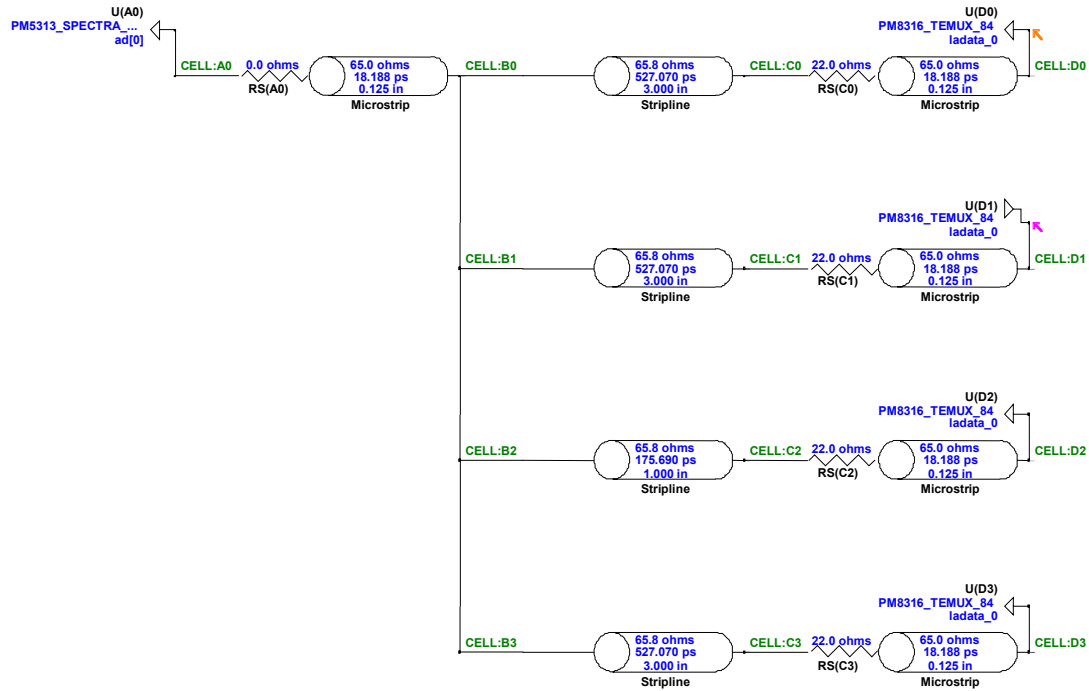 U(A0)
PM5313_SPECTRA_...
ad[0]
CELL:A0
0.0 ohms
RS(A0)
65.0 ohms
18.188 ps
0.125 in
Microstrip
CELL:B0
65.8 ohms
527.070 ps
3.000 in
Stripline
CELL:C0
22.0 ohms
RS(C0)
65.0 ohms
18.188 ps
0.125 in
Microstrip
U(D0)
PM8316_TEMUX_84
ladata_0
CELL:D0
CELL:B1
65.8 ohms
527.070 ps
3.000 in
Stripline
CELL:C1
22.0 ohms
RS(C1)
65.0 ohms
18.188 ps
0.125 in
Microstrip
U(D1)
PM8316_TEMUX_84
ladata_0
CELL:D1
CELL:B2
65.8 ohms
175.690 ps
1.000 in
Stripline
CELL:C2
22.0 ohms
RS(C2)
65.0 ohms
18.188 ps
0.125 in
Microstrip
U(D2)
PM8316_TEMUX_84
ladata_0
CELL:D2
CELL:B3
65.8 ohms
527.070 ps
3.000 in
Stripline
CELL:C3
22.0 ohms
RS(C3)
65.0 ohms
18.188 ps
0.125 in
Microstrip
U(D3)
PM8316_TEMUX_84
ladata_0
CELL:D3